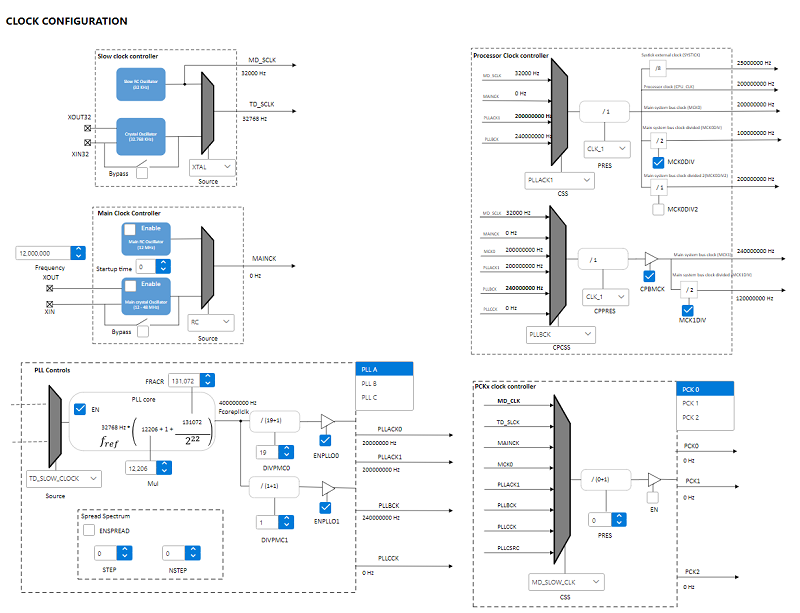 CLOCK CONFIGURATION
Slow clock controller
Slow RC Oscillator
(32 KHz)
MD_SCLK
32000 Hz
TD_SCLK
32768 Hz
XOUT32
XIN32
Crystal Oscillator
(32.768 KHz)
Bypass
XTAL
Source
Main Clock Controller
Enable
Main RC Oscillator
(12 MHz)
12,000,000
Frequency
Startup time
0
MAINCK
0 Hz
XOUT
XIN
Enable
Main crystal Oscillator
(12 - 48 MHz)
Bypass
RC
Source
PLL Controls
FRACR
131,072
PLL core
EN
32768 Hz*
fref
( 12206 + 1 + 131072
2^22 )
400000000 Hz
Fcorepllclk
12,206
Mul
TD_SLOW_CLOCK
Source
Spread Spectrum
ENSPREAD
0
STEP
0
NSTEP
/ (19+1)
19
DIVPMC0
ENPLLO0
/ (1+1)
1
DIVPMC1
ENPLLO1
PLL A
PLL B
PLL C
PLLACK0
20000000 Hz
PLLACK1
200000000 Hz
PLLBCK
240000000 Hz
PLLCCK
0 Hz
Processor Clock controller
MD_SCLK
32000 Hz
MAINCK
0 Hz
PLLACK1
200000000 Hz
PLLBCK
240000000 Hz
PLLACK1
CSS
/ 1
CLK_1
PRES
Systick external clock (SYSTICK)
/8
25000000 Hz
Processor clock (CPU_CLK)
200000000 Hz
Main system bus clock (MCK0)
200000000 Hz
Main system bus clock divided (MCK0DIV)
/ 2
100000000 Hz
MCK0DIV
Main system bus clock divided 2(MCK0DIV2)
/ 1
200000000 Hz
MCK0DIV2
MD_SCLK
32000 Hz
MAINCK
0 Hz
MCK0
200000000 Hz
PLLACK1
200000000 Hz
PLLBCK
240000000 Hz
PLLCCK
0 Hz
PLLBCK
CPCSS
/ 1
CLK_1
CPPRES
CPBMCK
Main system bus clock (MCK1)
240000000 Hz
Main system bus clock divided (MCK1DIV)
/ 2
120000000 Hz
MCK1DIV
PCKx clock controller
MD_CLK
TD_SLCK
MAINCK
MCK0
PLLACK1
PLLBCK
PLLCCK
PLLCSRC
MD_SLOW_CLK
CSS
/ (0+1)
0
PRES
EN
PCK 0
PCK 1
PCK 2
PCK0
0 Hz
PCK1
0 Hz
PCK2
0 Hz